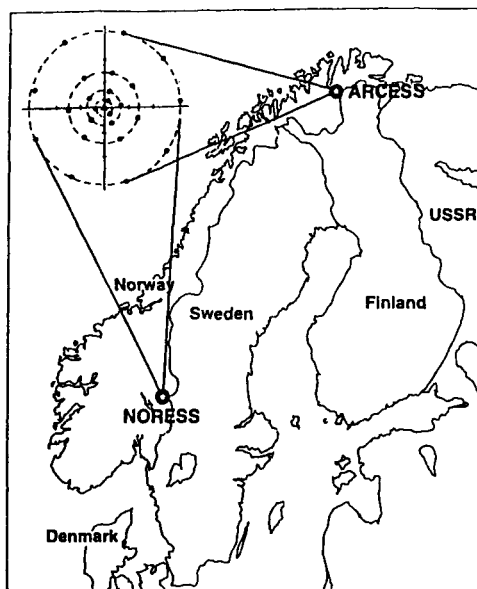 ARCESS
USSR
Norway
Sweden
Finland
NORESS
Denmark